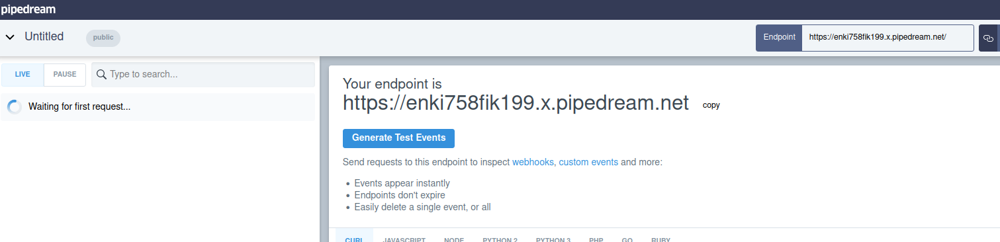 pipedream
Untitled
public
Endpoint
https://enki758fik199.x.pipedream.net/
LIVE
PAUSE
Type to search...
Waiting for first request...
Your endpoint is
https://enki758fik199.x.pipedream.net
copy
Generate Test Events
Send requests to this endpoint to inspect webhooks, custom events and more:
Events appear instantly
Endpoints don't expire
Easily delete a single event, or all
CURL JAVASCRIPT NODE PYTHON 2 PYTHON 3 PHP GO RUBY